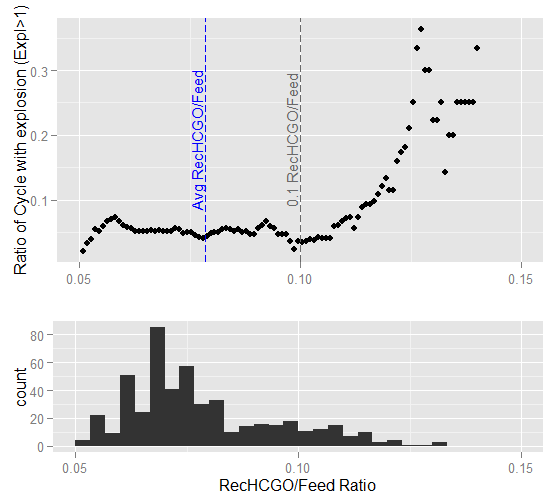 Ratio of Cycle with explosion (Expl>1)
0.3
0.2
0.1
Avg RecHCGO/Feed
0.1 RecHCGO/Feed
0.05
0.10
0.15
count
80
60
40
20
0
0.05
0.10
0.15
RecHCGO/Feed Ratio